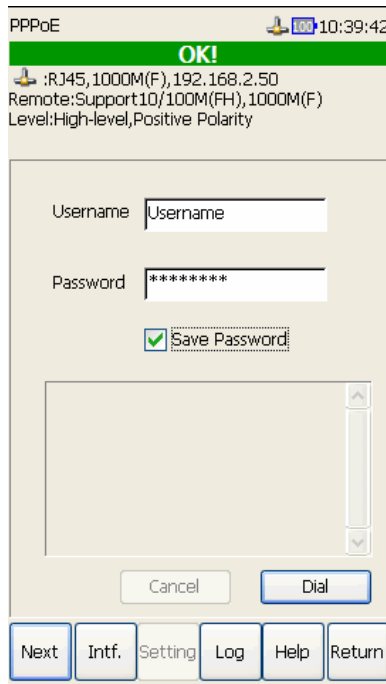 PPPoE 100 10:39:42
OK!
:RJ45,1000M(F),192.168.2.50
Remote:Support10/100M(FH),1000M(F)
Level:High-level,Positive Polarity
Username Username
Password ********
Save Password
Cancel Dial
Next Intf. Setting Log Help Return